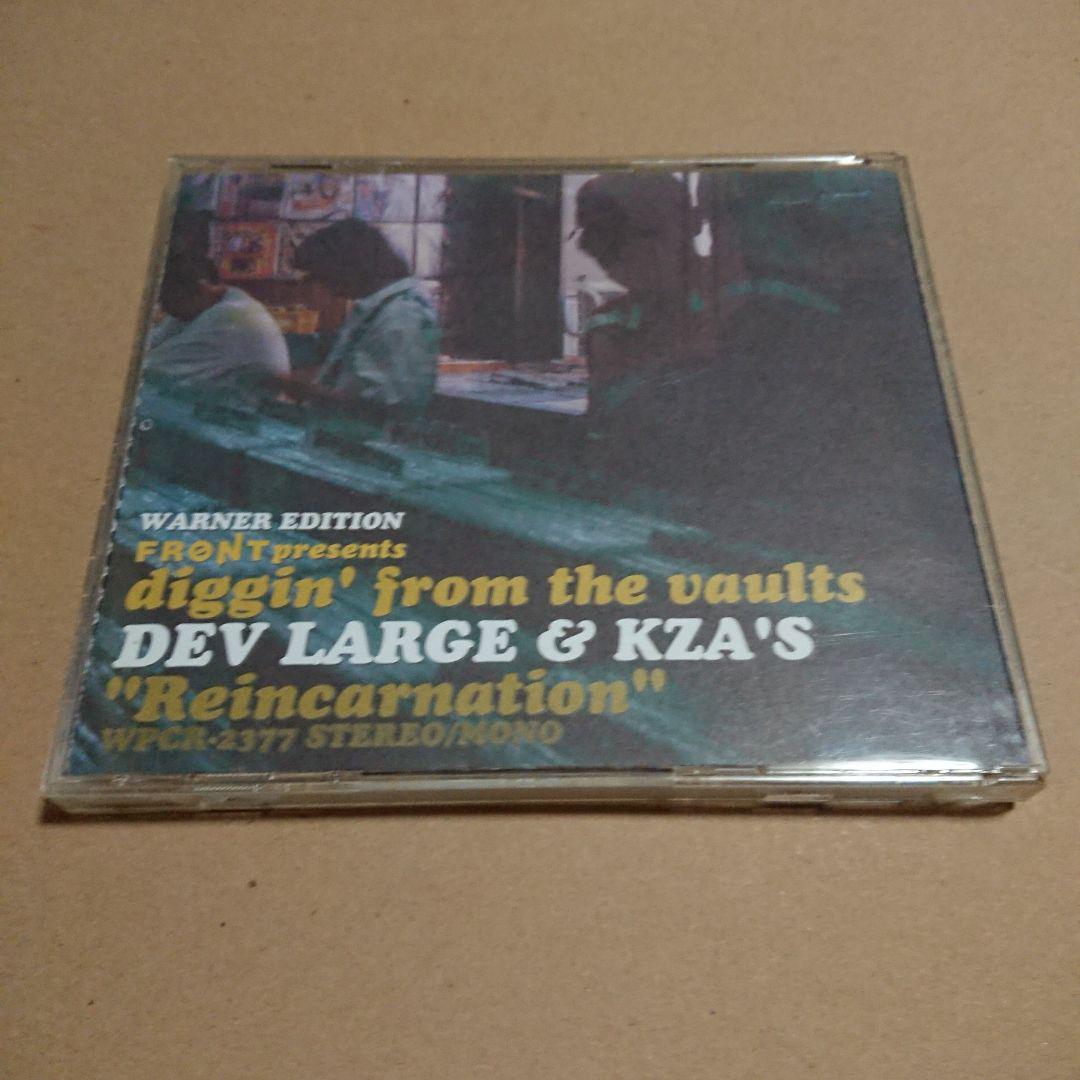 WARNER EDITION
FRONT presents
diggin' from the vaults
DEV LARGE & KZA'S
"Reincarnation"
WPCR-2377 STEREO/MONO